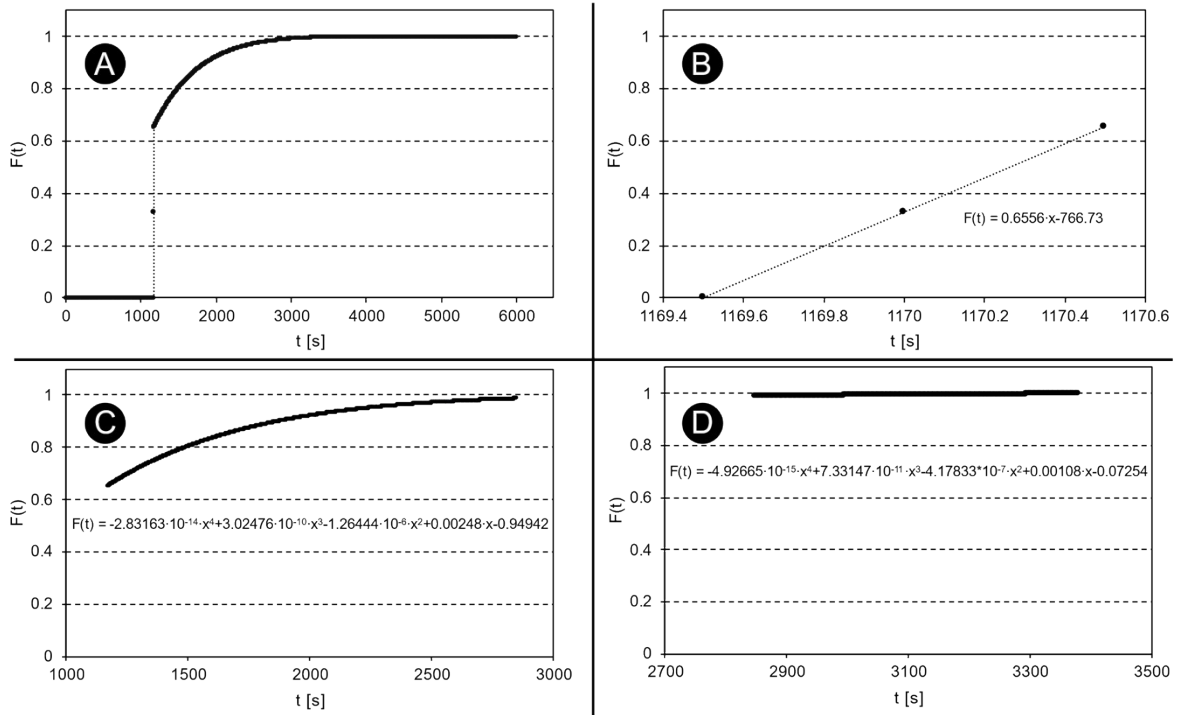 A
F(t)
1
0.8
0.6
0.4
0.2
0
0 1000 2000 3000 4000 5000 6000
t [s]
B
F(t)
1
0.8
0.6
0.4
0.2
0
F(t) = 0.6556·x-766.73
1169.4 1169.6 1169.8 1170 1170.2 1170.4 1170.6
t [s]
C
F(t)
1
0.8
0.6
0.4
0.2
0
F(t) = -2.83163·10⁻¹⁴·x⁴+3.02476·10⁻¹⁰·x³-1.26444·10⁻⁶·x²+0.00248·x-0.94942
1000 1500 2000 2500 3000
t [s]
D
F(t)
1
0.8
0.6
0.4
0.2
0
F(t) = -4.92665·10⁻¹⁵·x⁴+7.33147·10⁻¹¹·x³-4.17833*10⁻⁷·x²+0.00108·x-0.07254
2700 2900 3100 3300 3500
t [s]